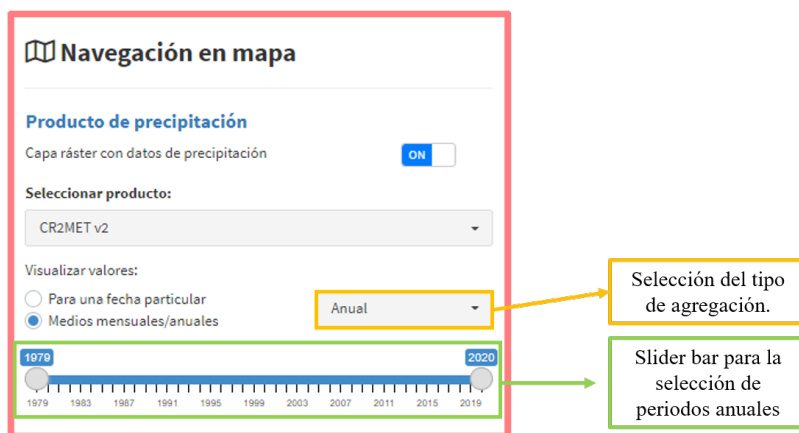 Navegación en mapa
Producto de precipitación
Capa ráster con datos de precipitación
ON
Seleccionar producto:
CR2MET v2
Visualizar valores:
Para una fecha particular
Medios mensuales/anuales
Anual
1979
2020
1979 1983 1987 1991 1995 1999 2003 2007 2011 2015 2019
Selección del tipo
de agregación.
Slider bar para la
selección de
periodos anuales